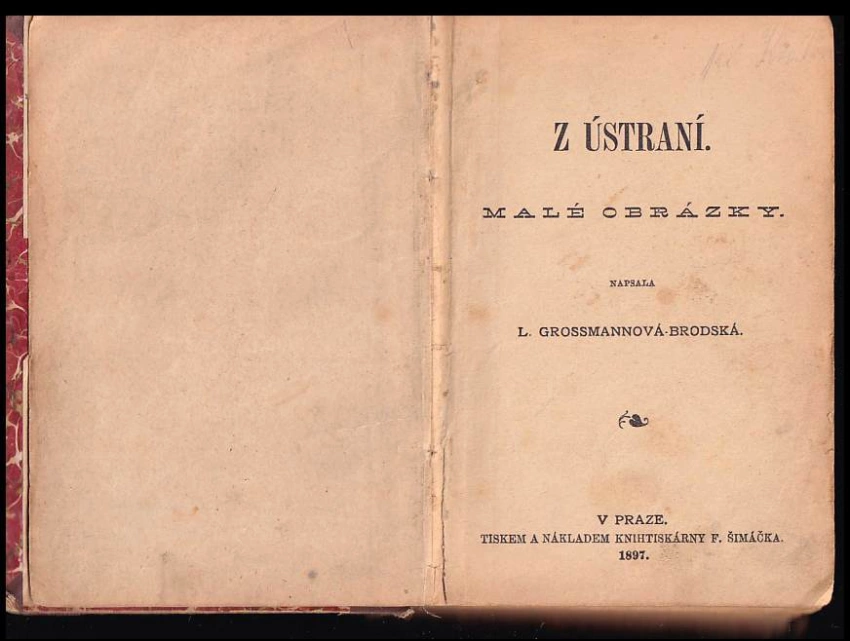 Z ÚSTRANÍ.
MALÉ OBRÁZKY.
NAPSALA
L. GROSSMANNOVÁ-BRODSKÁ.
V PRAZE.
TISKEM A NÁKLADEM KNIHTISKÁRNY F. ŠIMÁČKA.
1897.